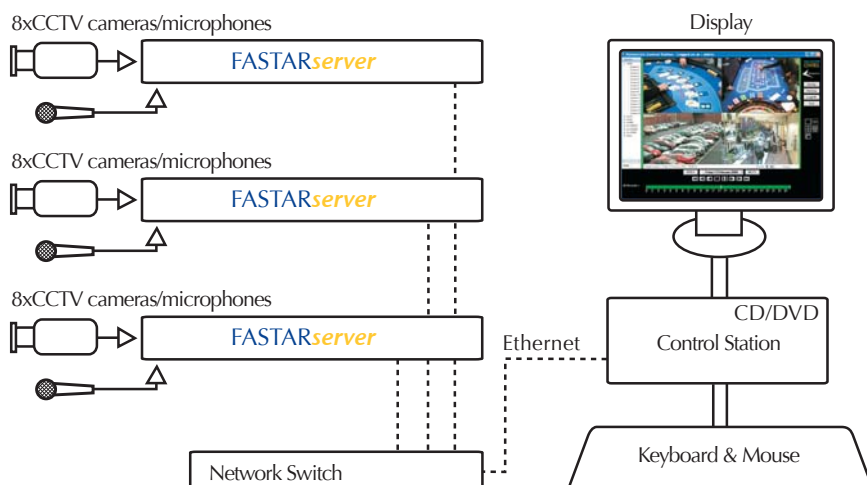 8xCCTV cameras/microphones
FASTARserver
8xCCTV cameras/microphones
FASTARserver
8xCCTV cameras/microphones
FASTARserver
Network Switch
Ethernet
Display
CD/DVD
Control Station
Keyboard & Mouse